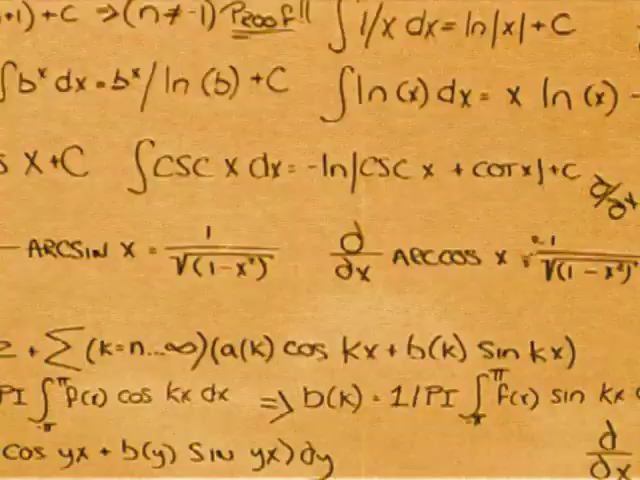 +1) + C => (n ≠ -1) Proof!! ∫ 1/x dx = ln|x| + C
∫ b^x dx = b^x / ln (b) + C ∫ ln (x) dx = x ln (x) -
s x + C ∫ CSC x dx = -ln|CSC x + COT x| + C d/dx
ARCSIN X = 1/√(1-x²) d/dx ARCCOS X = -1/√(1-x²)
2 + Σ(k=n...∞)(a(k) cos kx + b(k) sin kx)
PI ∫_-π^π f(x) cos kx dx => b(k) = 1/PI ∫^π f(x) sin kx
cos yx + b(y) sin yx) dy
d/dx